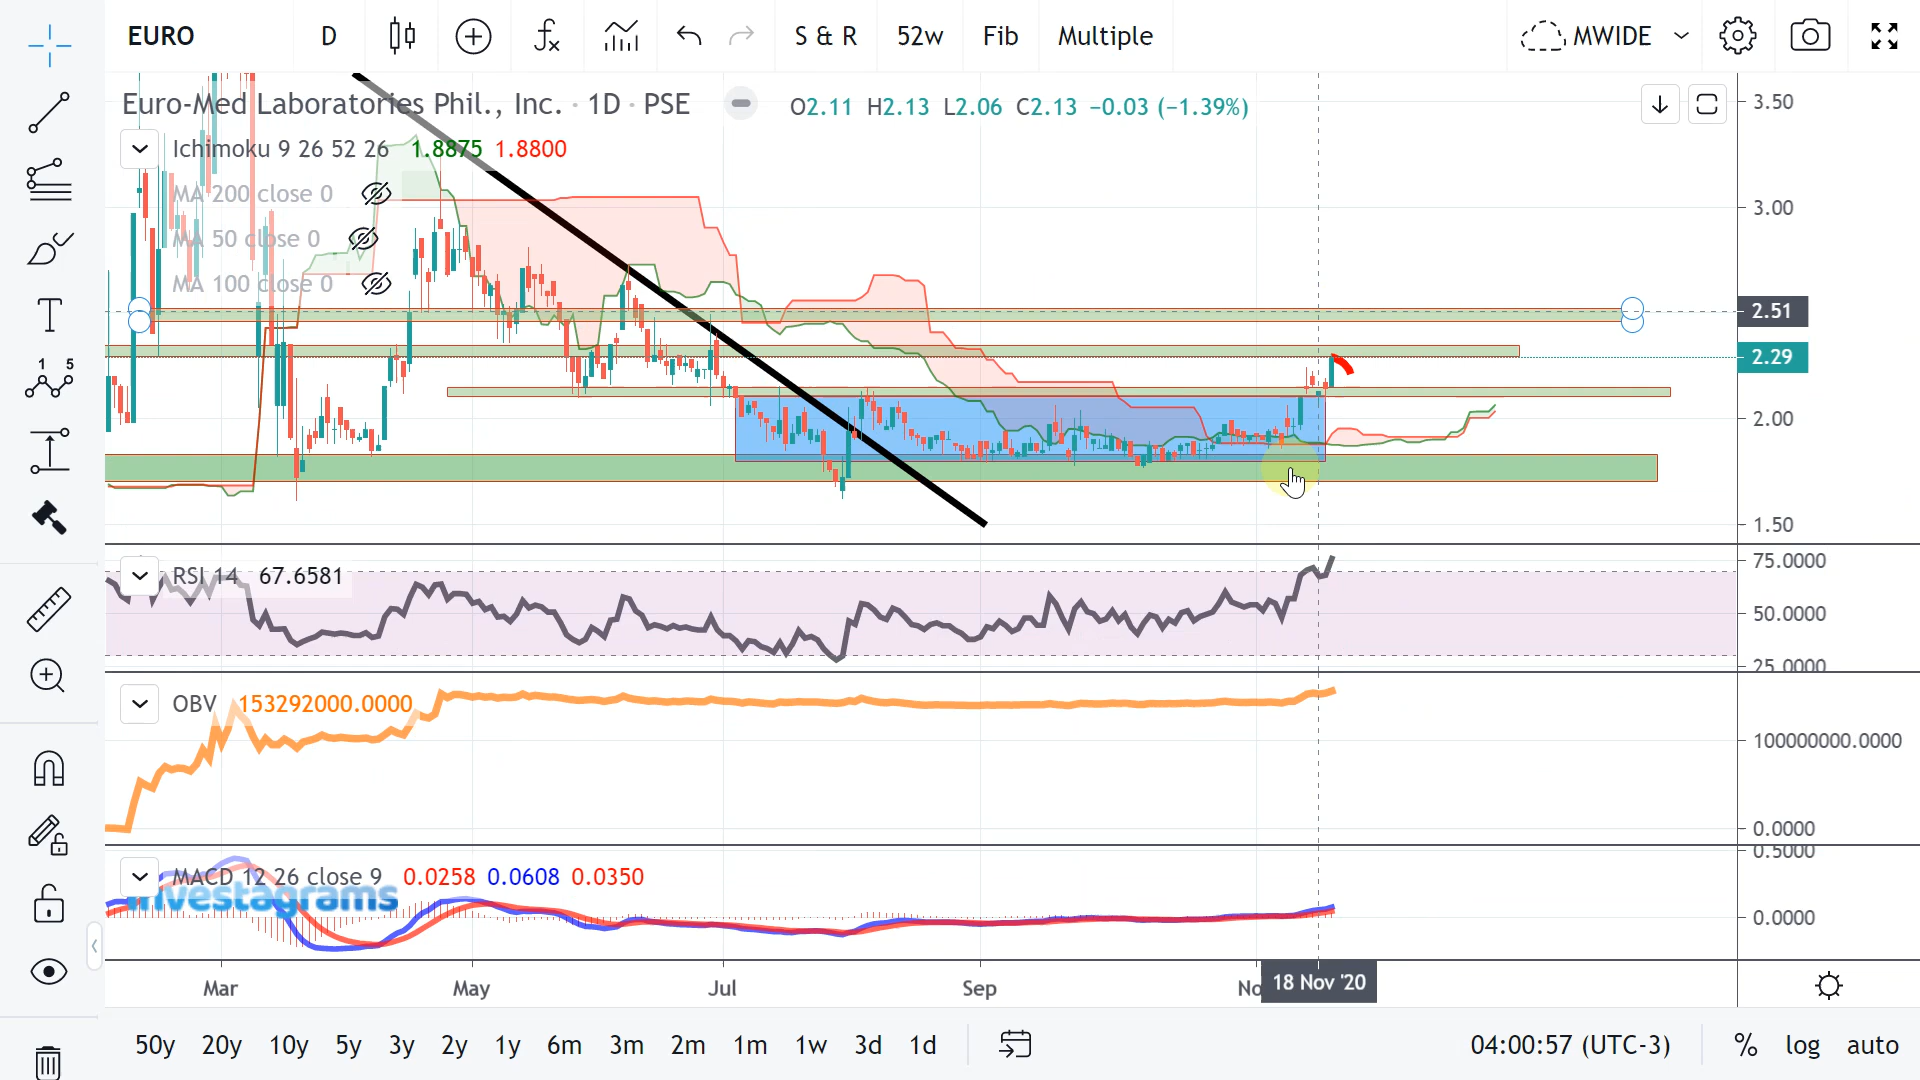 EURO D S & R 52w Fib Multiple MWIDE
Euro-Med Laboratories Phil., Inc. · 1D · PSE O2.11 H2.13 L2.06 C2.13 −0.03 (−1.39%)
Ichimoku 9 26 52 26 1.8875 1.8800
MA 200 close 0
MA 50 close 0
MA 100 close 0
3.50
3.00
2.51
2.29
2.00
1.50
RSI 14 67.6581
75.0000
50.0000
25.0000
OBV 153292000.0000
100000000.0000
0.0000
MACD 12 26 close 9 0.0258 0.0608 0.0350
investagrams
0.5000
0.0000
Mar May Jul Sep No 18 Nov '20
50y 20y 10y 5y 3y 2y 1y 6m 3m 2m 1m 1w 3d 1d 04:00:57 (UTC-3) % log auto
T
1 5